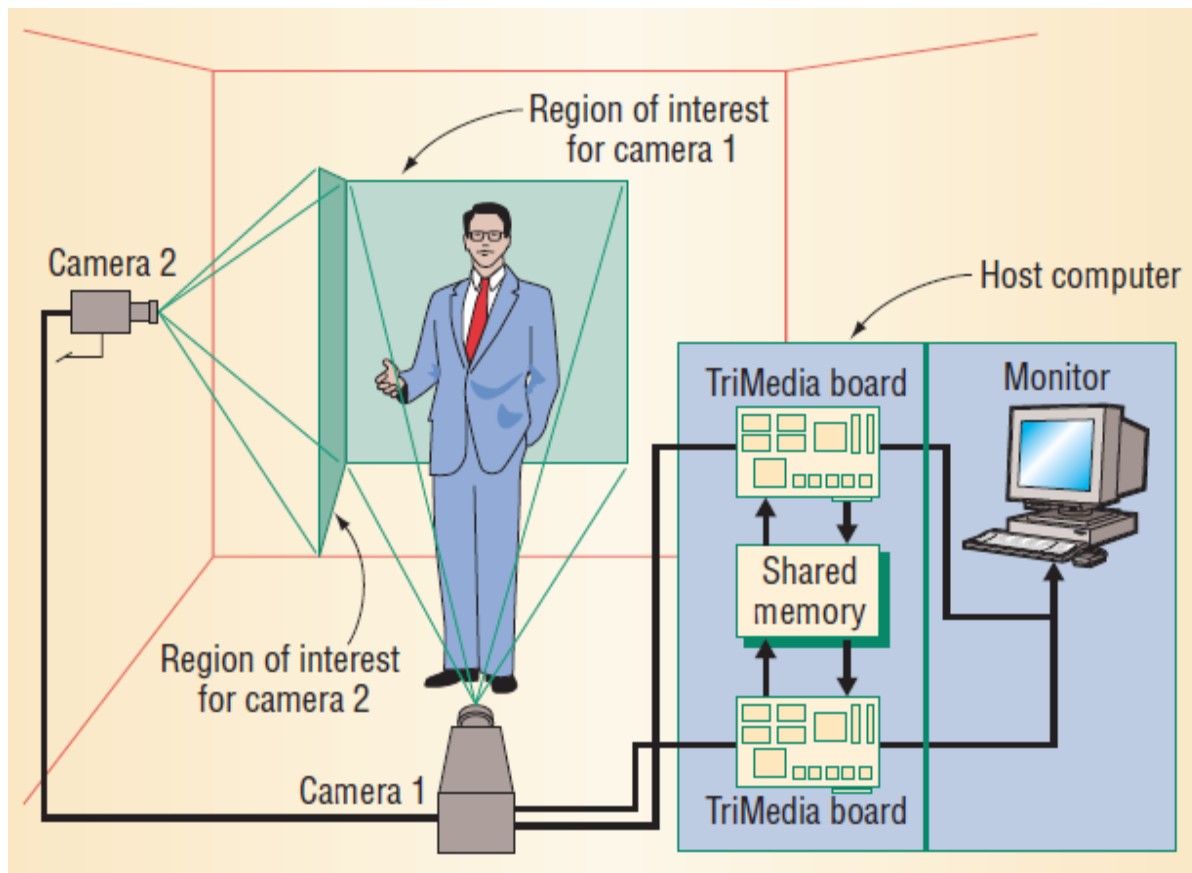 Region of interest
for camera 1
Camera 2
Host computer
TriMedia board
Monitor
Shared
memory
Region of interest
for camera 2
Camera 1
TriMedia board